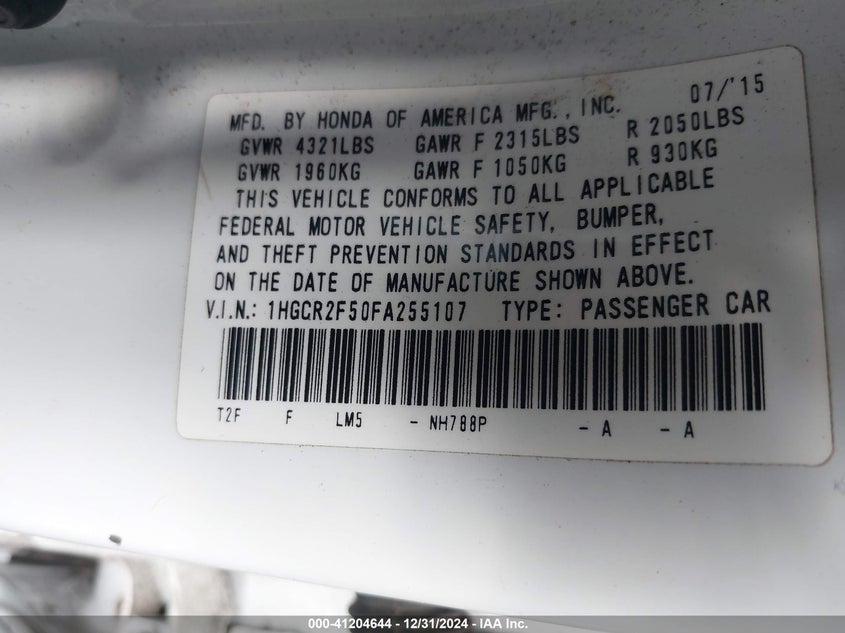 07/'15
MFD. BY HONDA OF AMERICA MFG., INC.
GVWR 4321LBS GAWR F 2315LBS R 2050LBS
GVWR 1960KG GAWR F 1050KG R 930KG
THIS VEHICLE CONFORMS TO ALL APPLICABLE
FEDERAL MOTOR VEHICLE SAFETY, BUMPER,
AND THEFT PREVENTION STANDARDS IN EFFECT
ON THE DATE OF MANUFACTURE SHOWN ABOVE.
V.I.N.: 1HGCR2F50FA255107 TYPE: PASSENGER CAR
T2F F LM5 - NH788P - A - A
000-41204644 - 12/31/2024 - IAA Inc.